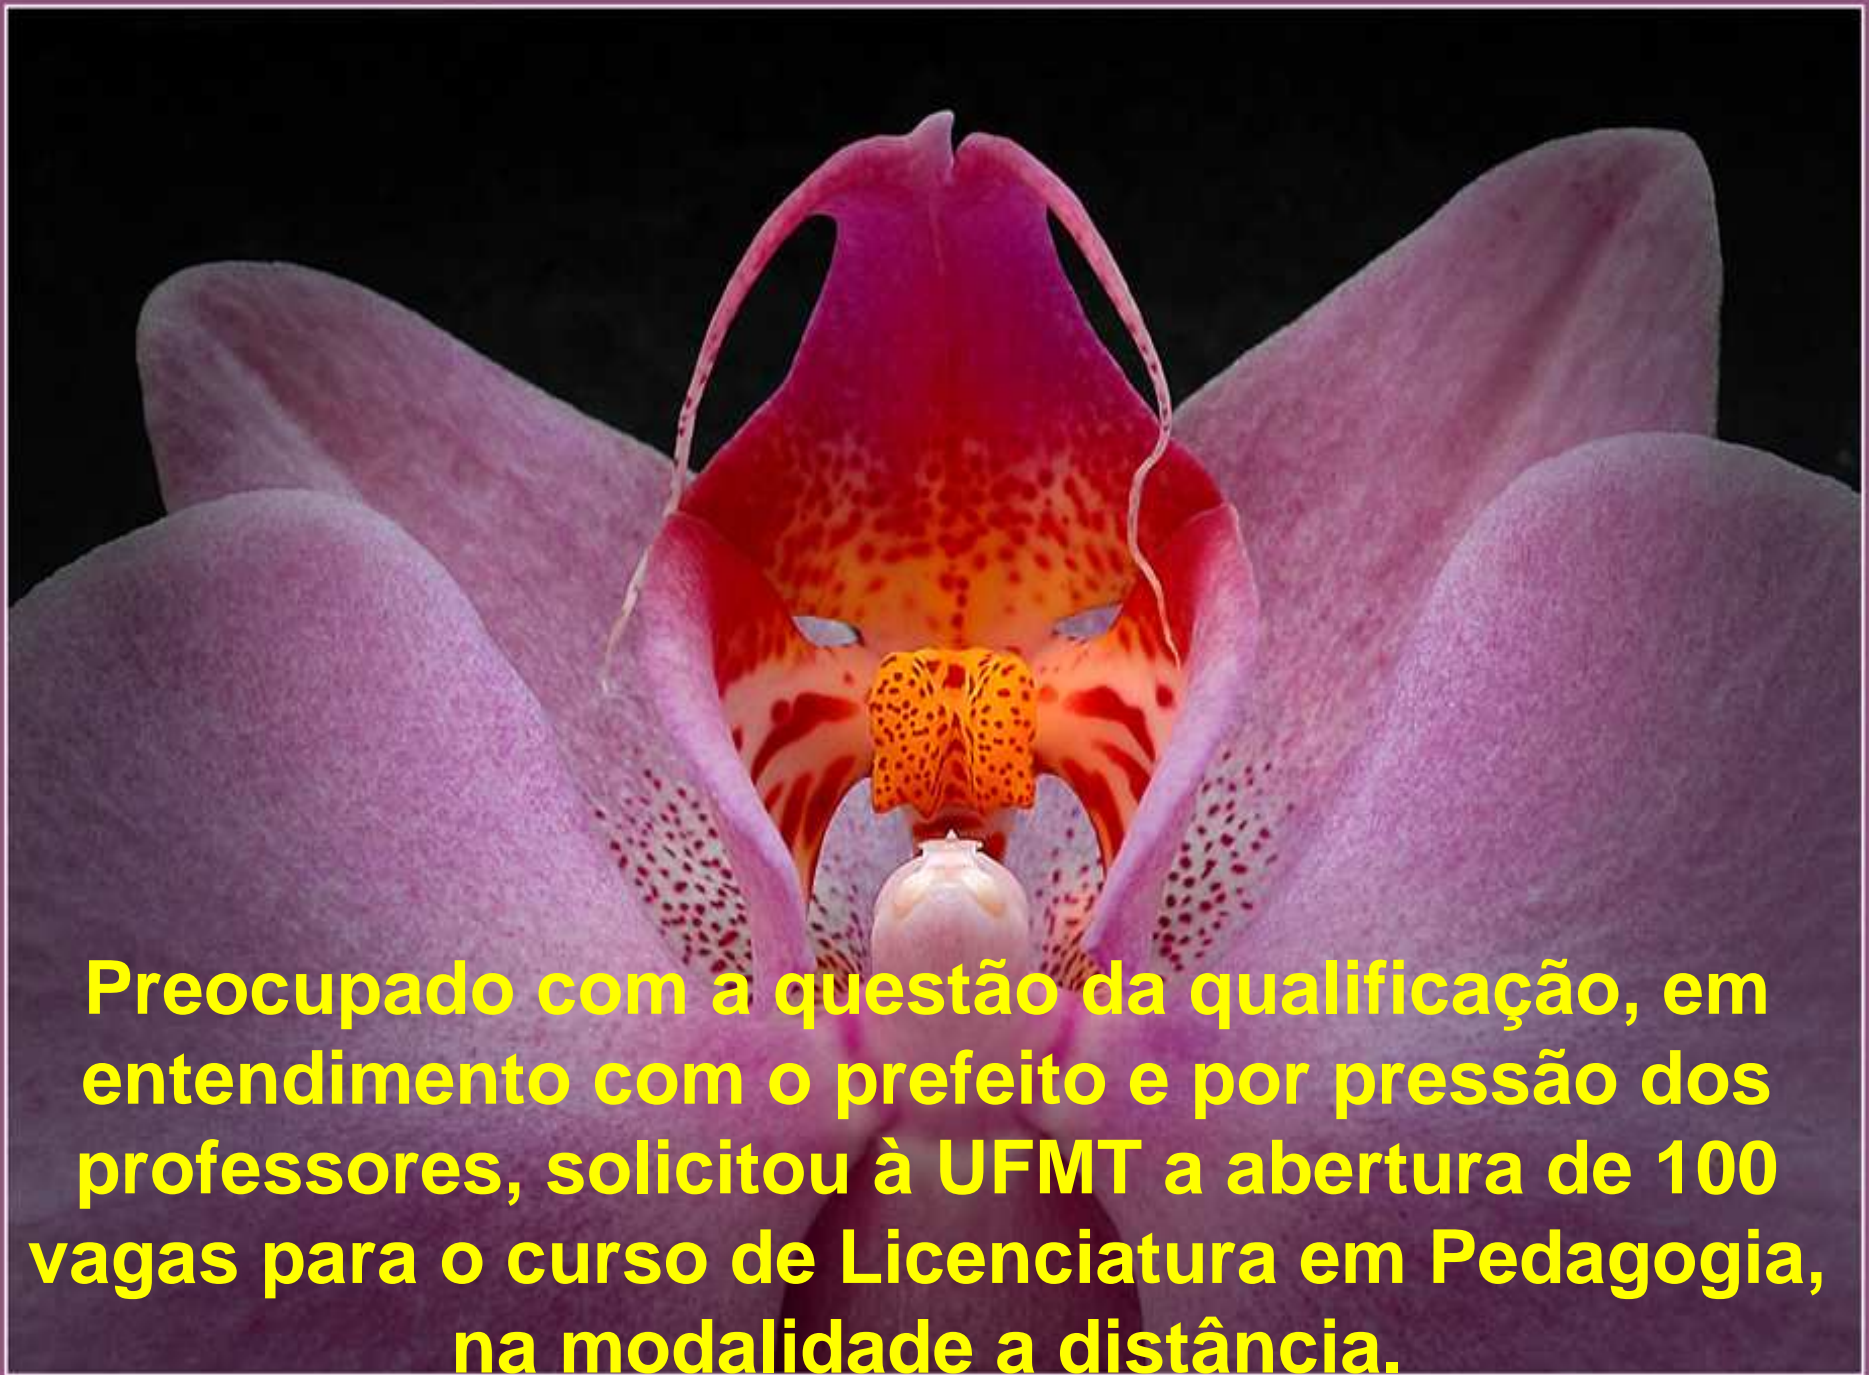 Preocupado com a questão da qualificação, em
entendimento com o prefeito e por pressão dos
professores, solicitou à UFMT a abertura de 100
vagas para o curso de Licenciatura em Pedagogia,
na modalidade a distância.